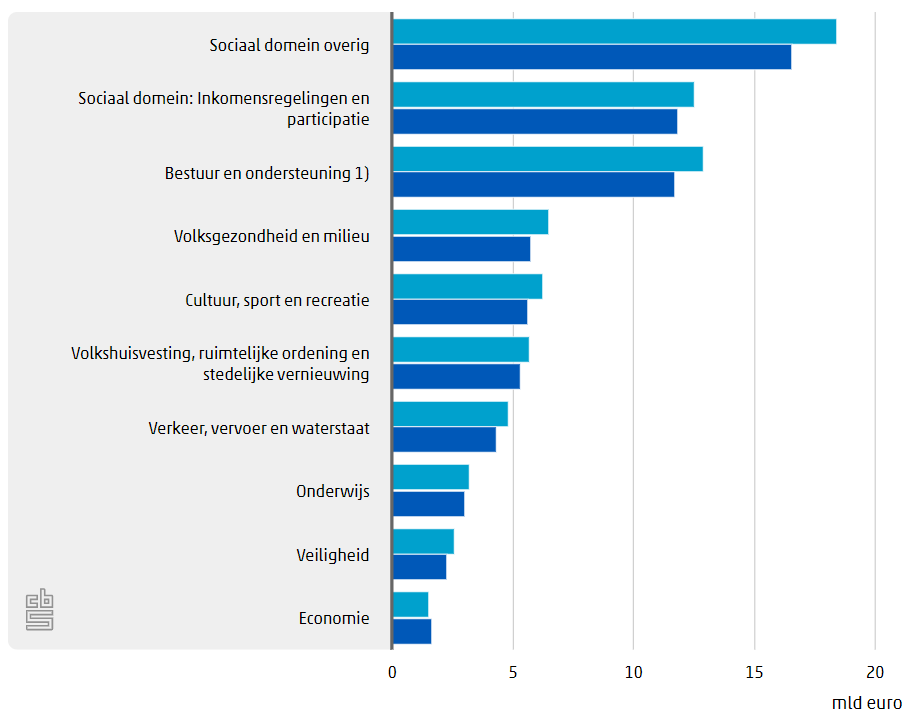 Sociaal domein overig
Sociaal domein: Inkomensregelingen en
participatie
Bestuur en ondersteuning 1)
Volksgezondheid en milieu
Cultuur, sport en recreatie
Volkshuisvesting, ruimtelijke ordening en
stedelijke vernieuwing
Verkeer, vervoer en waterstaat
Onderwijs
Veiligheid
Economie
cbs
0 5 10 15 20
mld euro